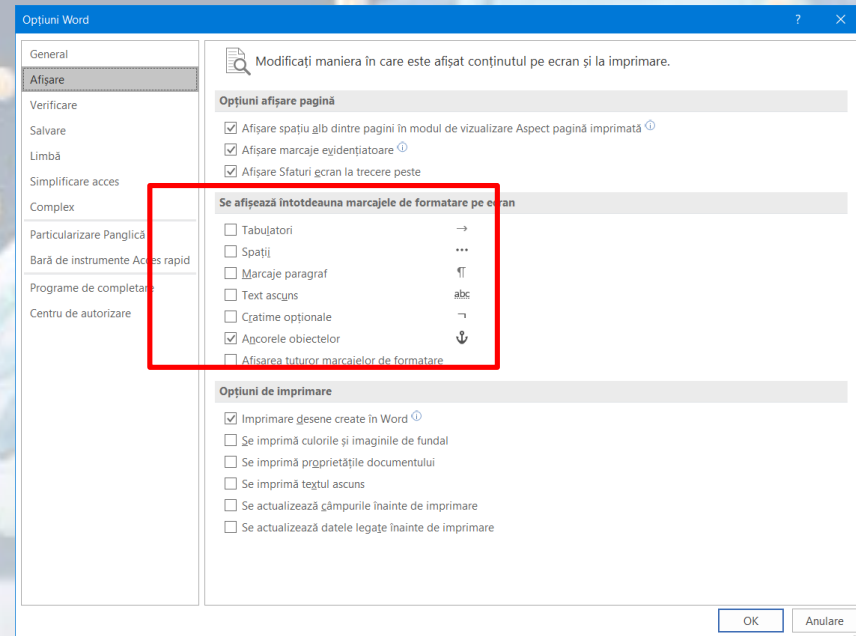 Opțiuni Word
?
General
Afișare
Verificare
Salvare
Limbă
Simplificare acces
Complex
Particularizare Panglică
Bară de instrumente Acces rapid
Programe de completare
Centru de autorizare
Modificați maniera în care este afișat conținutul pe ecran și la imprimare.
Opțiuni afișare pagină
Afișare spațiu alb dintre pagini în modul de vizualizare Aspect pagină imprimată
Afișare marcaje evidențiatoare
Afișare Sfaturi ecran la trecere peste
Se afișează întotdeauna marcajele de formatare pe ecran
Tabulatori →
Spații •••
Marcaje paragraf ¶
Text ascuns abc
Cratime opționale ¬
Ancorele obiectelor
Afișarea tuturor marcajelor de formatare
Opțiuni de imprimare
Imprimare desene create în Word
Se imprimă culorile și imaginile de fundal
Se imprimă proprietățile documentului
Se imprimă textul ascuns
Se actualizează câmpurile înainte de imprimare
Se actualizează datele legate înainte de imprimare
OK
Anulare